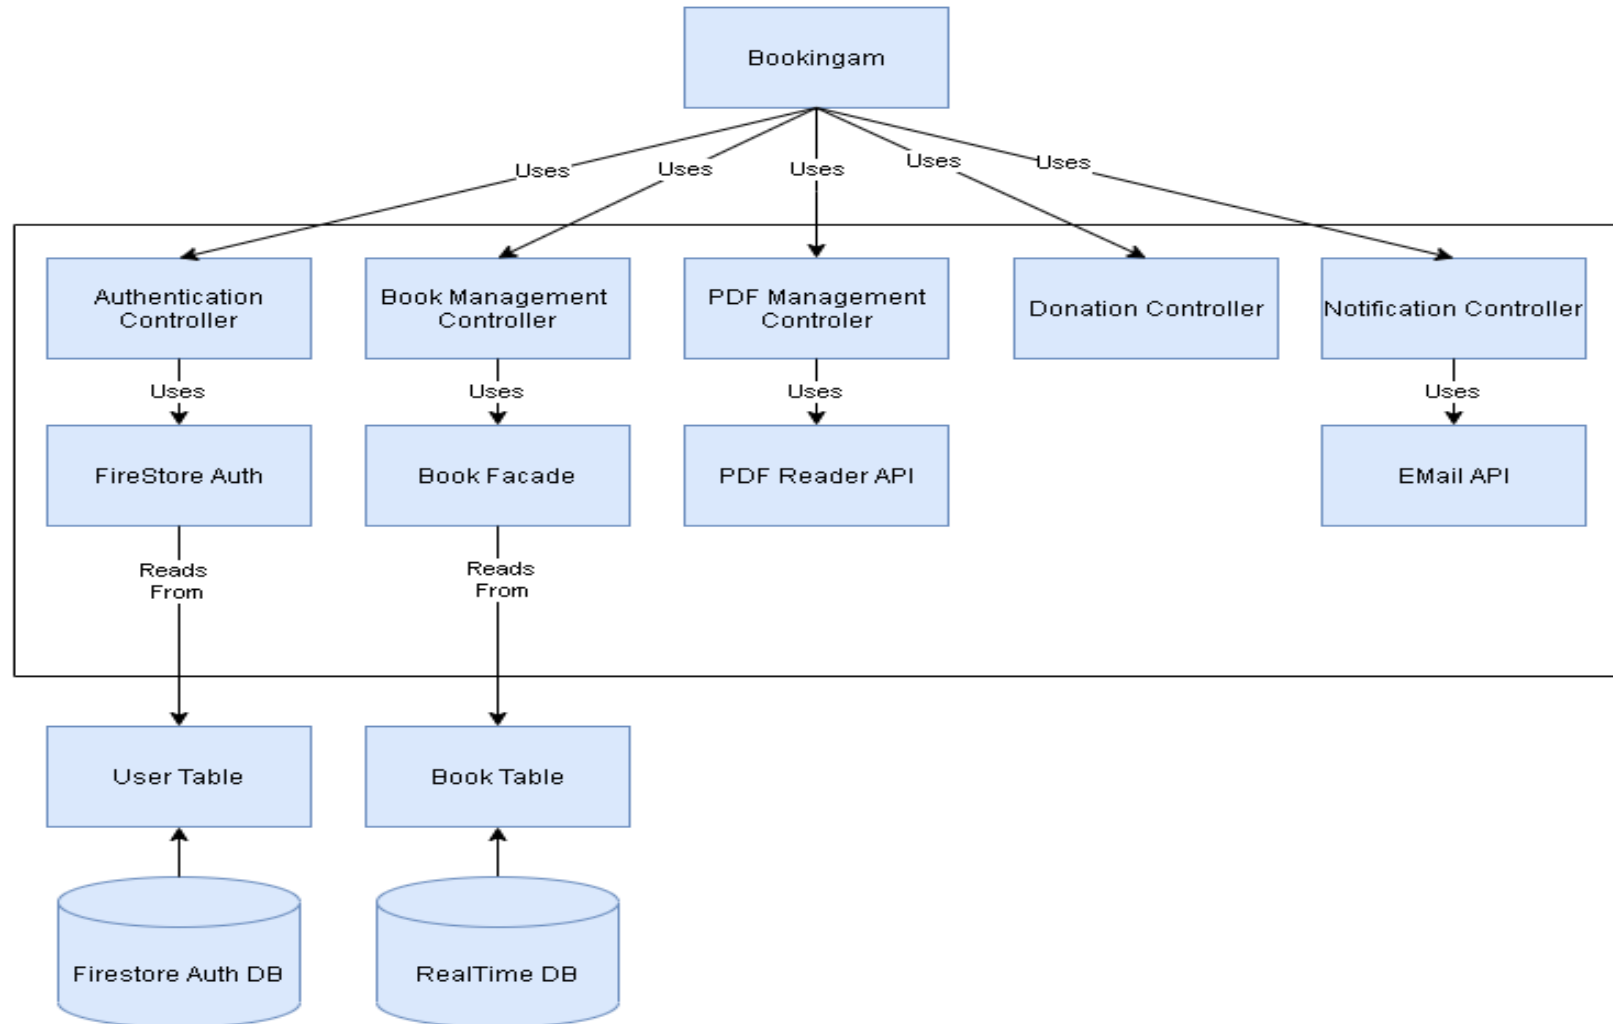 Bookingam
Uses
Uses
Uses
Uses
Uses
Authentication
Controller
Book Management
Controller
PDF Management
Controler
Donation Controller
Notification Controller
Uses
Uses
Uses
Uses
FireStore Auth
Book Facade
PDF Reader API
EMail API
Reads
From
Reads
From
User Table
Book Table
Firestore Auth DB
RealTime DB